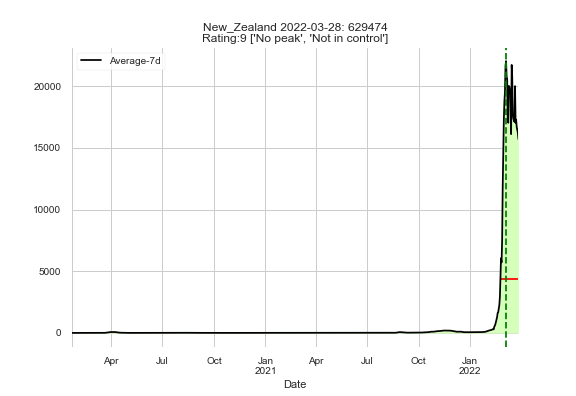 New_Zealand 2022-03-28: 629474
Rating:9 ['No peak', 'Not in control']
Average-7d
20000
15000
10000
5000
0
Apr
Jul
Oct
Jan
2021
Apr
Jul
Oct
Jan
2022
Date